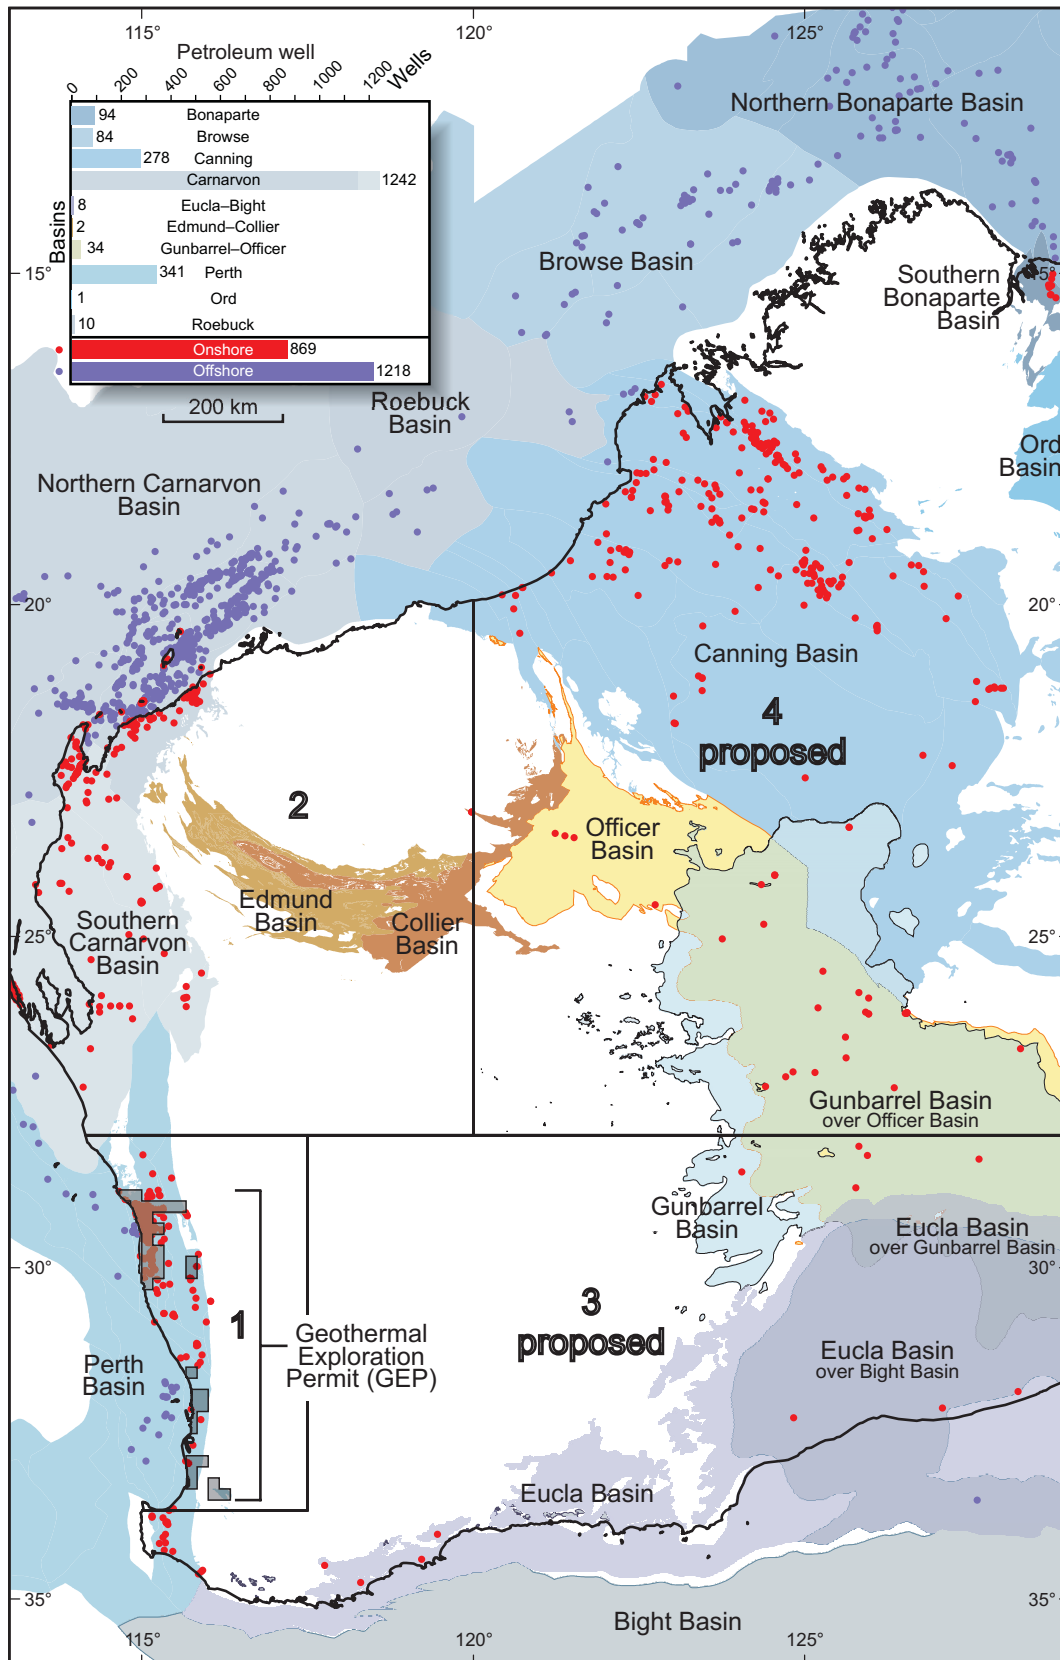 115°
120°
125°
Petroleum well
0
200
400
600
800
1000
1200
Wells
Basins
94
Bonaparte
84
Browse
278
Canning
Carnarvon
1242
8
Eucla–Bight
2
Edmund–Collier
34
Gunbarrel–Officer
341
Perth
1
Ord
10
Roebuck
Onshore
869
Offshore
1218
200 km
Northern Bonaparte Basin
Browse Basin
15°
15°
Southern
Bonaparte
Basin
Roebuck
Basin
Ord
Basin
Northern Carnarvon
Basin
20°
20°
Canning Basin
4
proposed
2
Officer
Basin
Edmund
Basin
Collier
Basin
Southern
Carnarvon
Basin
25°
25°
Gunbarrel Basin
over Officer Basin
Gunbarrel
Basin
Eucla Basin
over Gunbarrel Basin
30°
30°
1
3
proposed
Geothermal
Exploration
Permit (GEP)
Perth
Basin
Eucla Basin
over Bight Basin
Eucla Basin
35°
35°
Bight Basin
115°
120°
125°